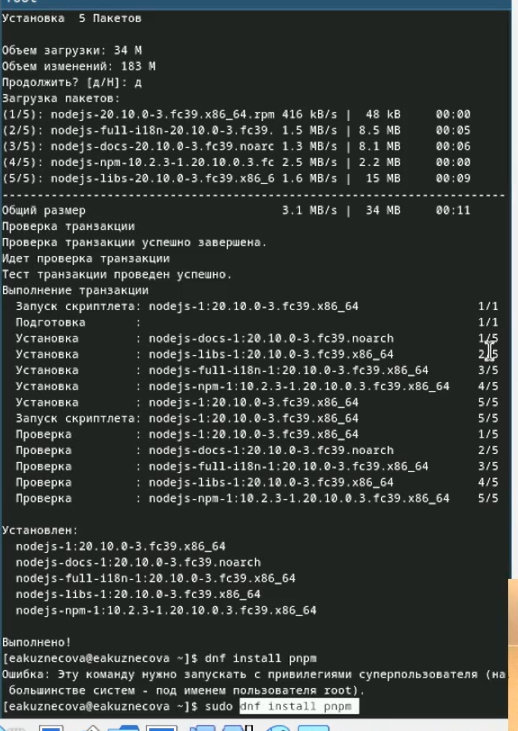 Установка 5 Пакетов
Объем загрузки: 34 M
Объем изменений: 183 M
Продолжить? [д/Н]: д
Загрузка пакетов:
(1/5): nodejs-20.10.0-3.fc39.x86_64.rpm 416 kB/s | 48 kB 00:00
(2/5): nodejs-full-i18n-20.10.0-3.fc39. 1.5 MB/s | 8.5 MB 00:05
(3/5): nodejs-docs-20.10.0-3.fc39.noarc 1.3 MB/s | 8.1 MB 00:06
(4/5): nodejs-npm-10.2.3-1.20.10.0.3.fc 2.5 MB/s | 2.2 MB 00:00
(5/5): nodejs-libs-20.10.0-3.fc39.x86_6 1.6 MB/s | 15 MB 00:09
--------------------------------------------------------------------------------
Общий размер 3.1 MB/s | 34 MB 00:11
Проверка транзакции
Проверка транзакции успешно завершена.
Идет проверка транзакции
Тест транзакции проведен успешно.
Выполнение транзакции
Запуск скриптлета: nodejs-1:20.10.0-3.fc39.x86_64 1/1
Подготовка : 1/1
Установка : nodejs-docs-1:20.10.0-3.fc39.noarch 1/5
Установка : nodejs-libs-1:20.10.0-3.fc39.x86_64 2/5
Установка : nodejs-full-i18n-1:20.10.0-3.fc39.x86_64 3/5
Установка : nodejs-npm-1:10.2.3-1.20.10.0.3.fc39.x86_64 4/5
Установка : nodejs-1:20.10.0-3.fc39.x86_64 5/5
Запуск скриптлета: nodejs-1:20.10.0-3.fc39.x86_64 5/5
Проверка : nodejs-1:20.10.0-3.fc39.x86_64 1/5
Проверка : nodejs-docs-1:20.10.0-3.fc39.noarch 2/5
Проверка : nodejs-full-i18n-1:20.10.0-3.fc39.x86_64 3/5
Проверка : nodejs-libs-1:20.10.0-3.fc39.x86_64 4/5
Проверка : nodejs-npm-1:10.2.3-1.20.10.0.3.fc39.x86_64 5/5
Установлен:
nodejs-1:20.10.0-3.fc39.x86_64
nodejs-docs-1:20.10.0-3.fc39.noarch
nodejs-full-i18n-1:20.10.0-3.fc39.x86_64
nodejs-libs-1:20.10.0-3.fc39.x86_64
nodejs-npm-1:10.2.3-1.20.10.0.3.fc39.x86_64
Выполнено!
[eakuznecova@eakuznecova ~]$ dnf install pnpm
Ошибка: Эту команду нужно запускать с привилегиями суперпользователя (на
большинстве систем - под именем пользователя root).
[eakuznecova@eakuznecova ~]$ sudo dnf install pnpm